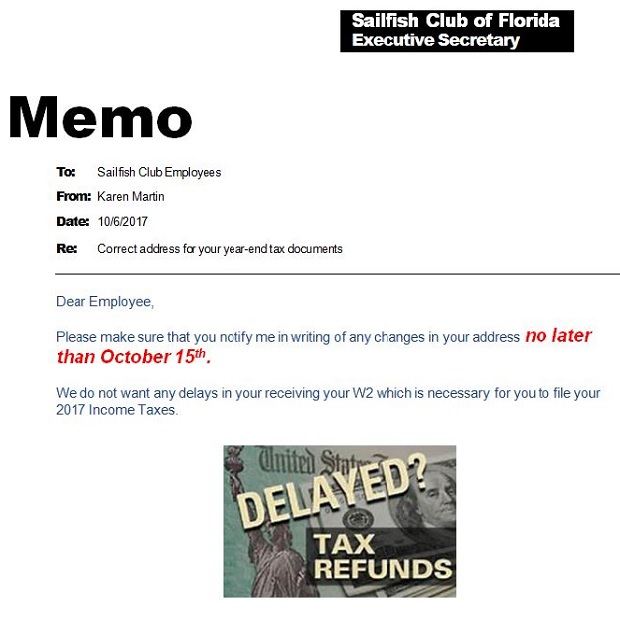 Sailfish Club of Florida
Executive Secretary
Memo
To: Sailfish Club Employees
From: Karen Martin
Date: 10/6/2017
Re: Correct address for your year-end tax documents
Dear Employee,
Please make sure that you notify me in writing of any changes in your address no later
than October 15th.
We do not want any delays in your receiving your W2 which is necessary for you to file your
2017 Income Taxes.
United States
DELAYED?
TAX
REFUNDS